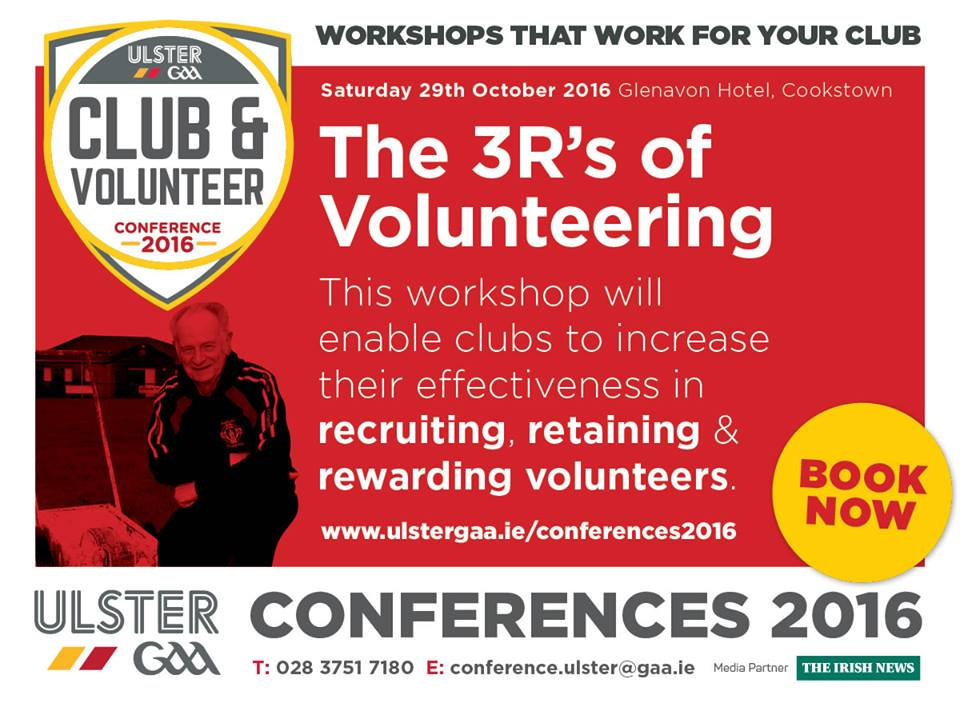 WORKSHOPS THAT WORK FOR YOUR CLUB
ULSTER
GAA
CLUB &
VOLUNTEER
CONFERENCE
2016
Saturday 29th October 2016 Glenavon Hotel, Cookstown
The 3R's of
Volunteering
This workshop will
enable clubs to increase
their effectiveness in
recruiting, retaining &
rewarding volunteers.
www.ulstergaa.ie/conferences2016
BOOK
NOW
ULSTER
GAA
CONFERENCES 2016
T: 028 3751 7180 E: conference.ulster@gaa.ie Media Partner THE IRISH NEWS